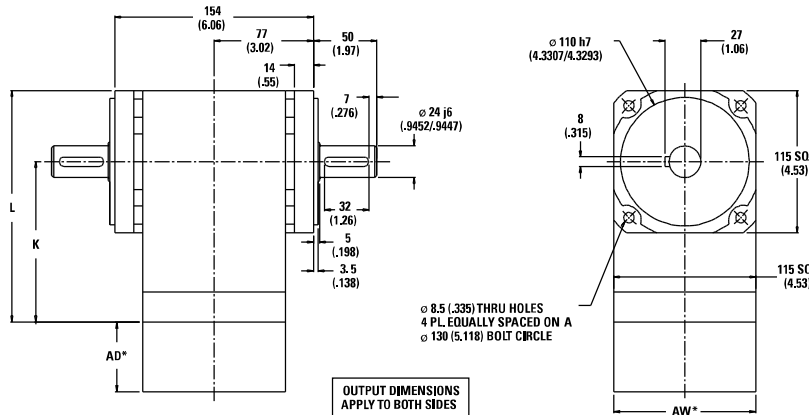 154
(6.06)
77
(3.02)
50
(1.97)
14
(.55)
7
(.276)
⌀ 24 j6
(.9452/.9447)
L
K
32
(1.26)
5
(.198)
3.5
(.138)
AD*
OUTPUT DIMENSIONS
APPLY TO BOTH SIDES
⌀ 110 h7
(4.3307/4.3293)
27
(1.06)
8
(.315)
115 SQ.
(4.53)
115 SQ
(4.53)
⌀ 8.5 (.335) THRU HOLES
4 PL. EQUALLY SPACED ON A
⌀ 130 (5.118) BOLT CIRCLE
AW*